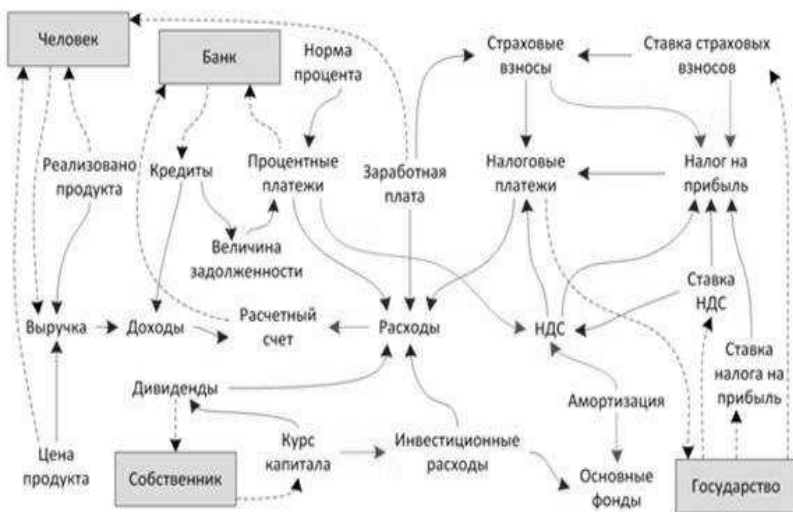 Человек
Банк
Норма
процента
Страховые
взносы
Ставка страховых
взносов
Реализовано
продукта
Кредиты
Процентные
платежи
Заработная
плата
Налоговые
платежи
Налог на
прибыль
Величина
задолженности
Ставка
НДС
Выручка
Доходы
Расчетный
счет
Расходы
НДС
Ставка
налога на
прибыль
Дивиденды
Амортизация
Цена
продукта
Собственник
Курс
капитала
Инвестиционные
расходы
Основные
фонды
Государство